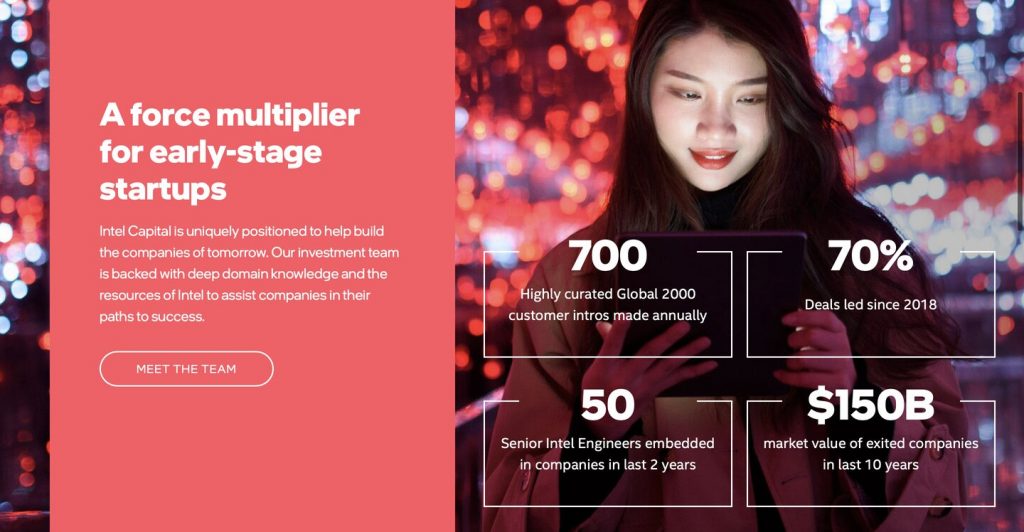 A force multiplier
for early-stage
startups
Intel Capital is uniquely positioned to help build
the companies of tomorrow. Our investment team
is backed with deep domain knowledge and the
resources of Intel to assist companies in their
paths to success.
MEET THE TEAM
700
Highly curated Global 2000
customer intros made annually
70%
Deals led since 2018
50
Senior Intel Engineers embedded
in companies in last 2 years
$150B
market value of exited companies
in last 10 years